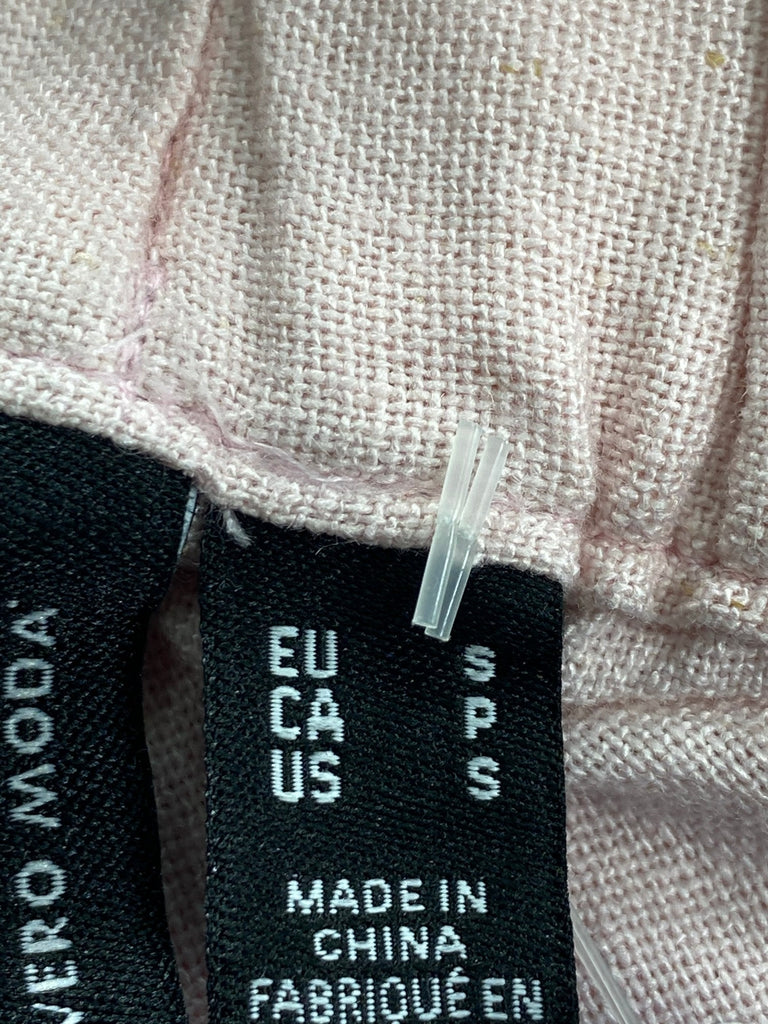 VERO MODA
EU S
CA P
US S
MADE IN
CHINA
FABRIQUÉ EN